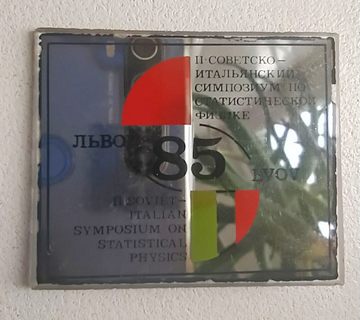 II-СОВЕТСКО-
ИТАЛЬЯНСКИЙ
СИМПОЗИУМ ПО
СТАТИСТИЧЕСКОЙ
ФИЗИКЕ
ЛЬВОВ
85
LVOV
II SOVIET-
ITALIAN
SYMPOSIUM ON
STATISTICAL
PHYSICS